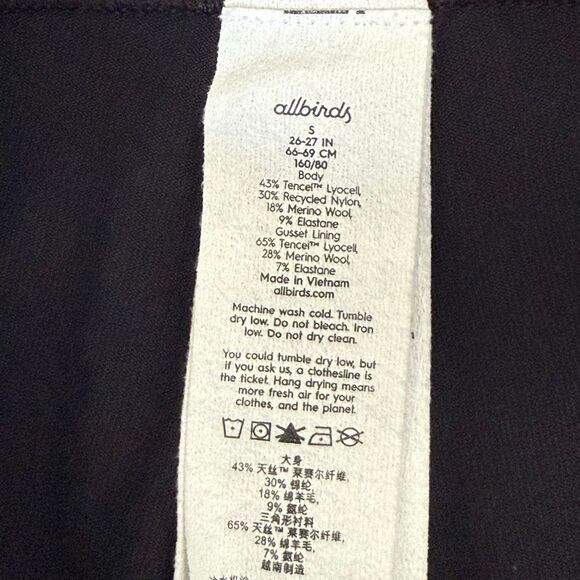 allbirds
S
26-27 IN
66-69 CM
160/80
Body
43% Tencel™ Lyocell,
30% Recycled Nylon,
18% Merino Wool,
9% Elastane
Gusset Lining
65% Tencel™ Lyocell,
28% Merino Wool,
7% Elastane
Made in Vietnam
allbirds.com
Machine wash cold. Tumble
dry low. Do not bleach. Iron
low. Do not dry clean.
You could tumble dry low, but
if you ask us, a clothesline is
the ticket. Hang drying means
more fresh air for your
clothes, and the planet.
大身
43% 天丝™ 莱赛尔纤维,
30% 锦纶,
18% 绵羊毛,
9% 氨纶
三角形衬料
65% 天丝™ 莱赛尔纤维,
28% 绵羊毛,
7% 氨纶
越南制造